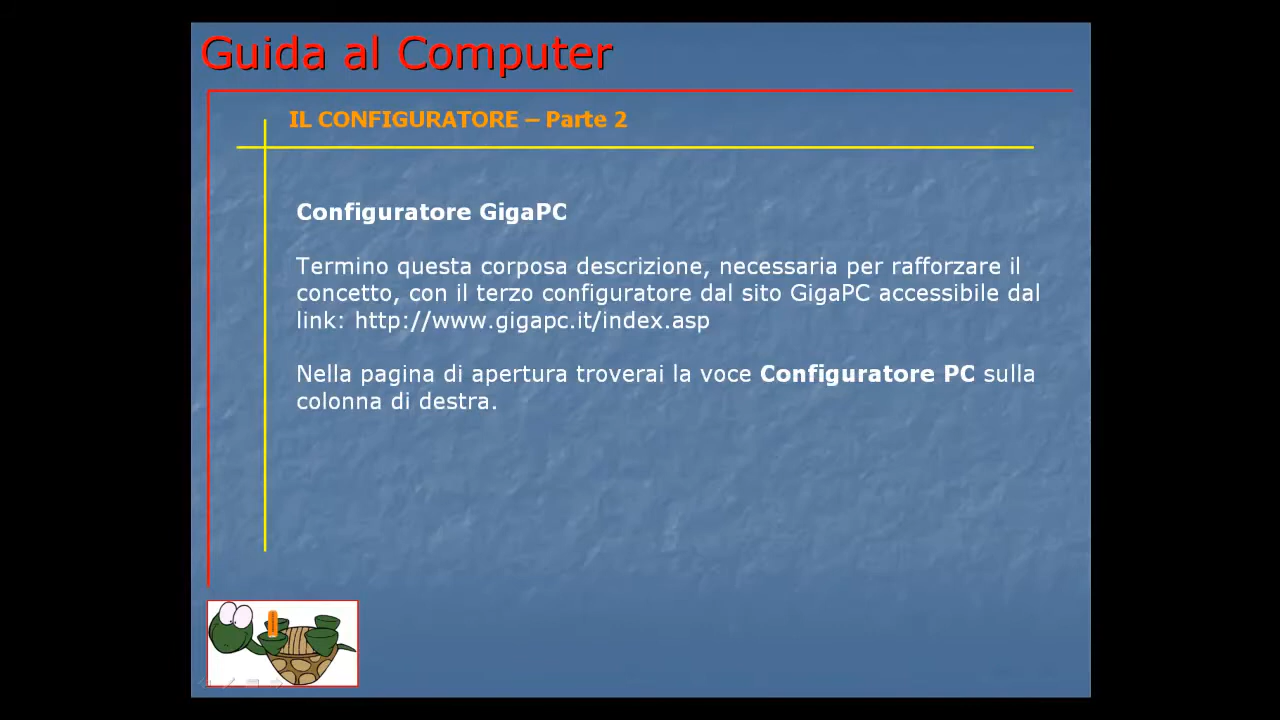 Guida al Computer
IL CONFIGURATORE – Parte 2
Configuratore GigaPC
Termino questa corposa descrizione, necessaria per rafforzare il
concetto, con il terzo configuratore dal sito GigaPC accessibile dal
link: http://www.gigapc.it/index.asp
Nella pagina di apertura troverai la voce Configuratore PC sulla
colonna di destra.